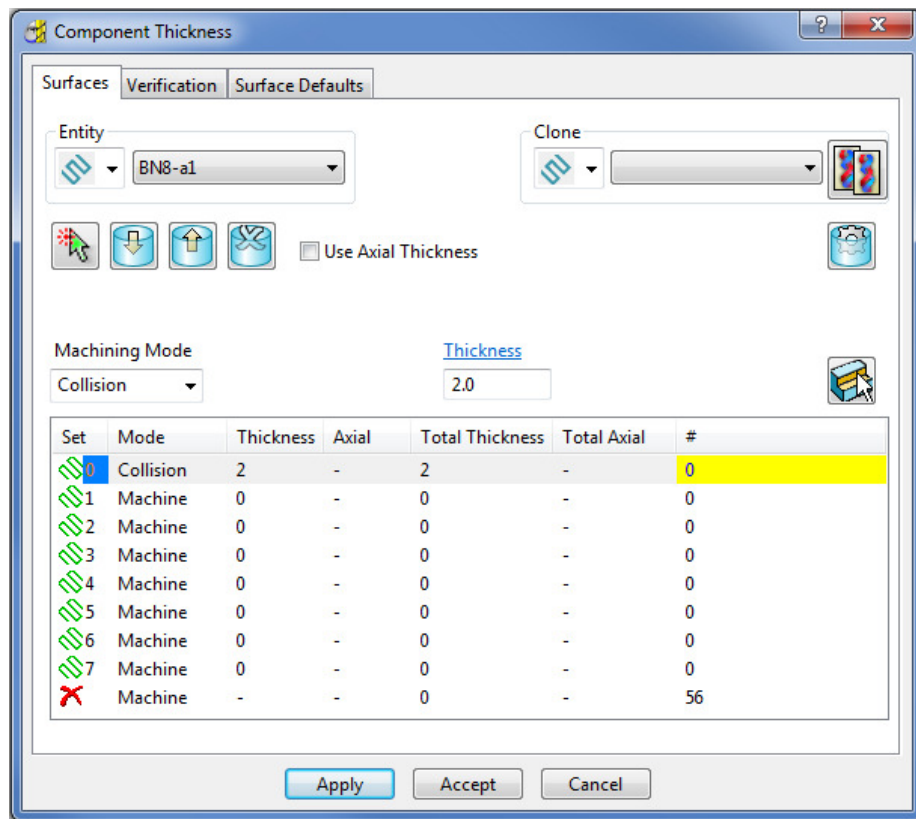 Component Thickness
?
Surfaces Verification Surface Defaults
Entity Clone
BN8-a1
Use Axial Thickness
Machining Mode Thickness
Collision 2.0
Set Mode Thickness Axial Total Thickness Total Axial #
0 Collision 2 - 2 - 0
1 Machine 0 - 0 - 0
2 Machine 0 - 0 - 0
3 Machine 0 - 0 - 0
4 Machine 0 - 0 - 0
5 Machine 0 - 0 - 0
6 Machine 0 - 0 - 0
7 Machine 0 - 0 - 0
Machine - - 0 - 56
Apply Accept Cancel